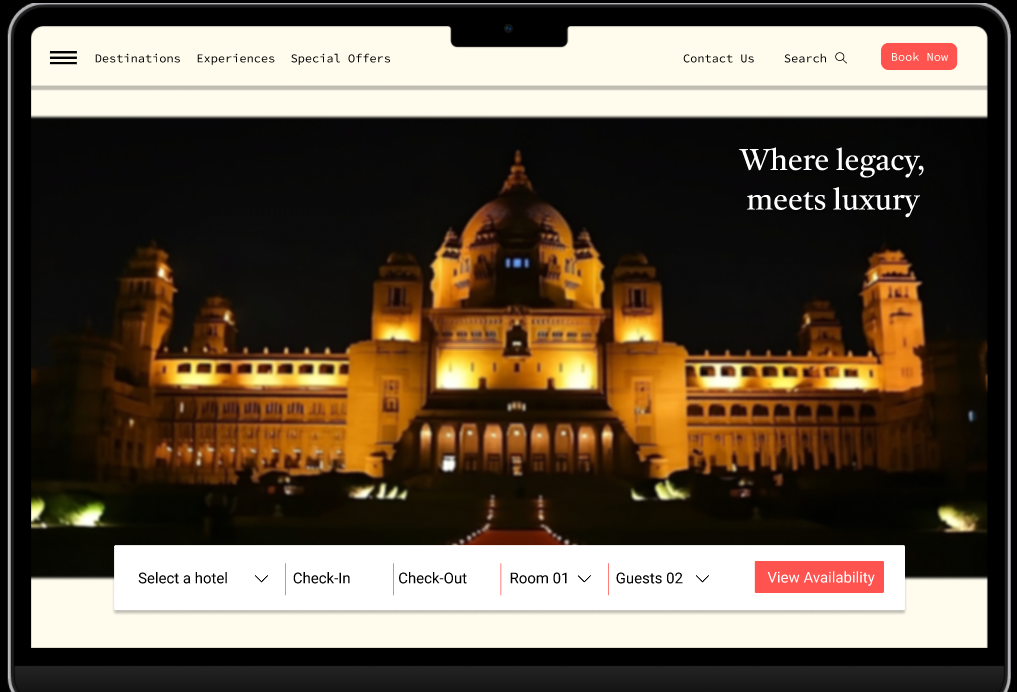 Destinations Experiences Special Offers Contact Us Search Book Now
Where legacy,
meets luxury
Select a hotel Check-In Check-Out Room 01 Guests 02 View Availability